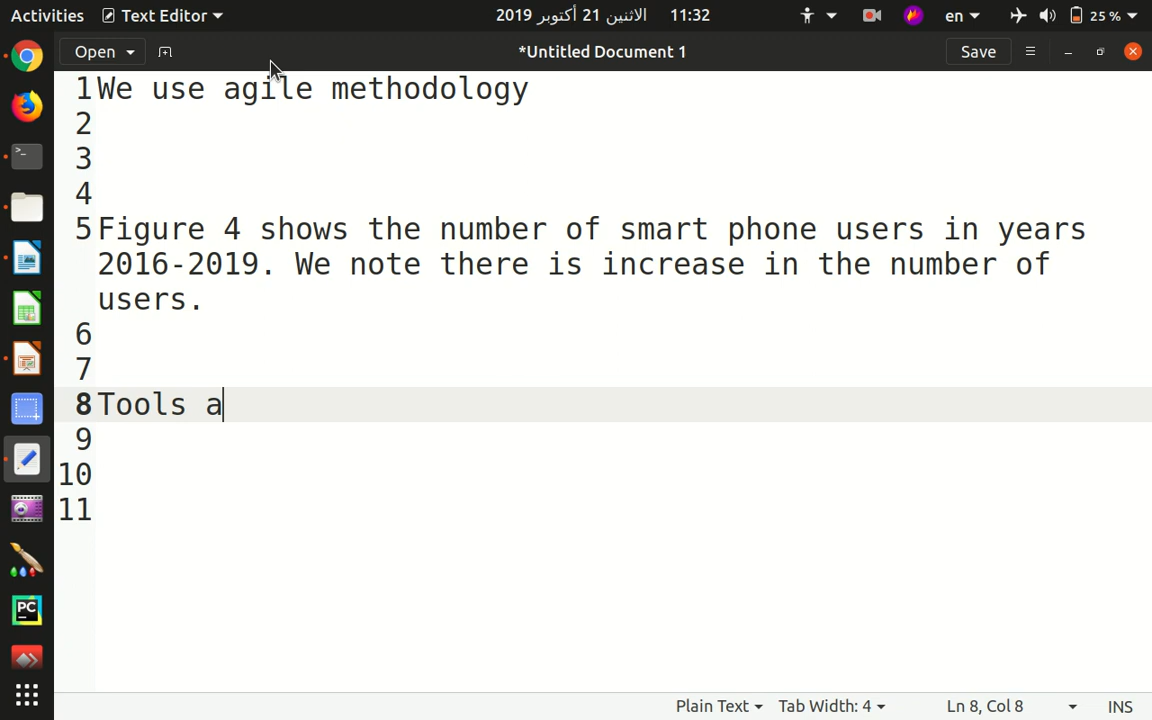 Activities Text Editor الاثنين 21 أكتوبر 2019 11:32 en 25 %
Open *Untitled Document 1 Save
1 We use agile methodology
2
3
4
5 Figure 4 shows the number of smart phone users in years
2016-2019. We note there is increase in the number of
users.
6
7
8 Tools a
9
10
11
PC
Plain Text Tab Width: 4 Ln 8, Col 8 INS